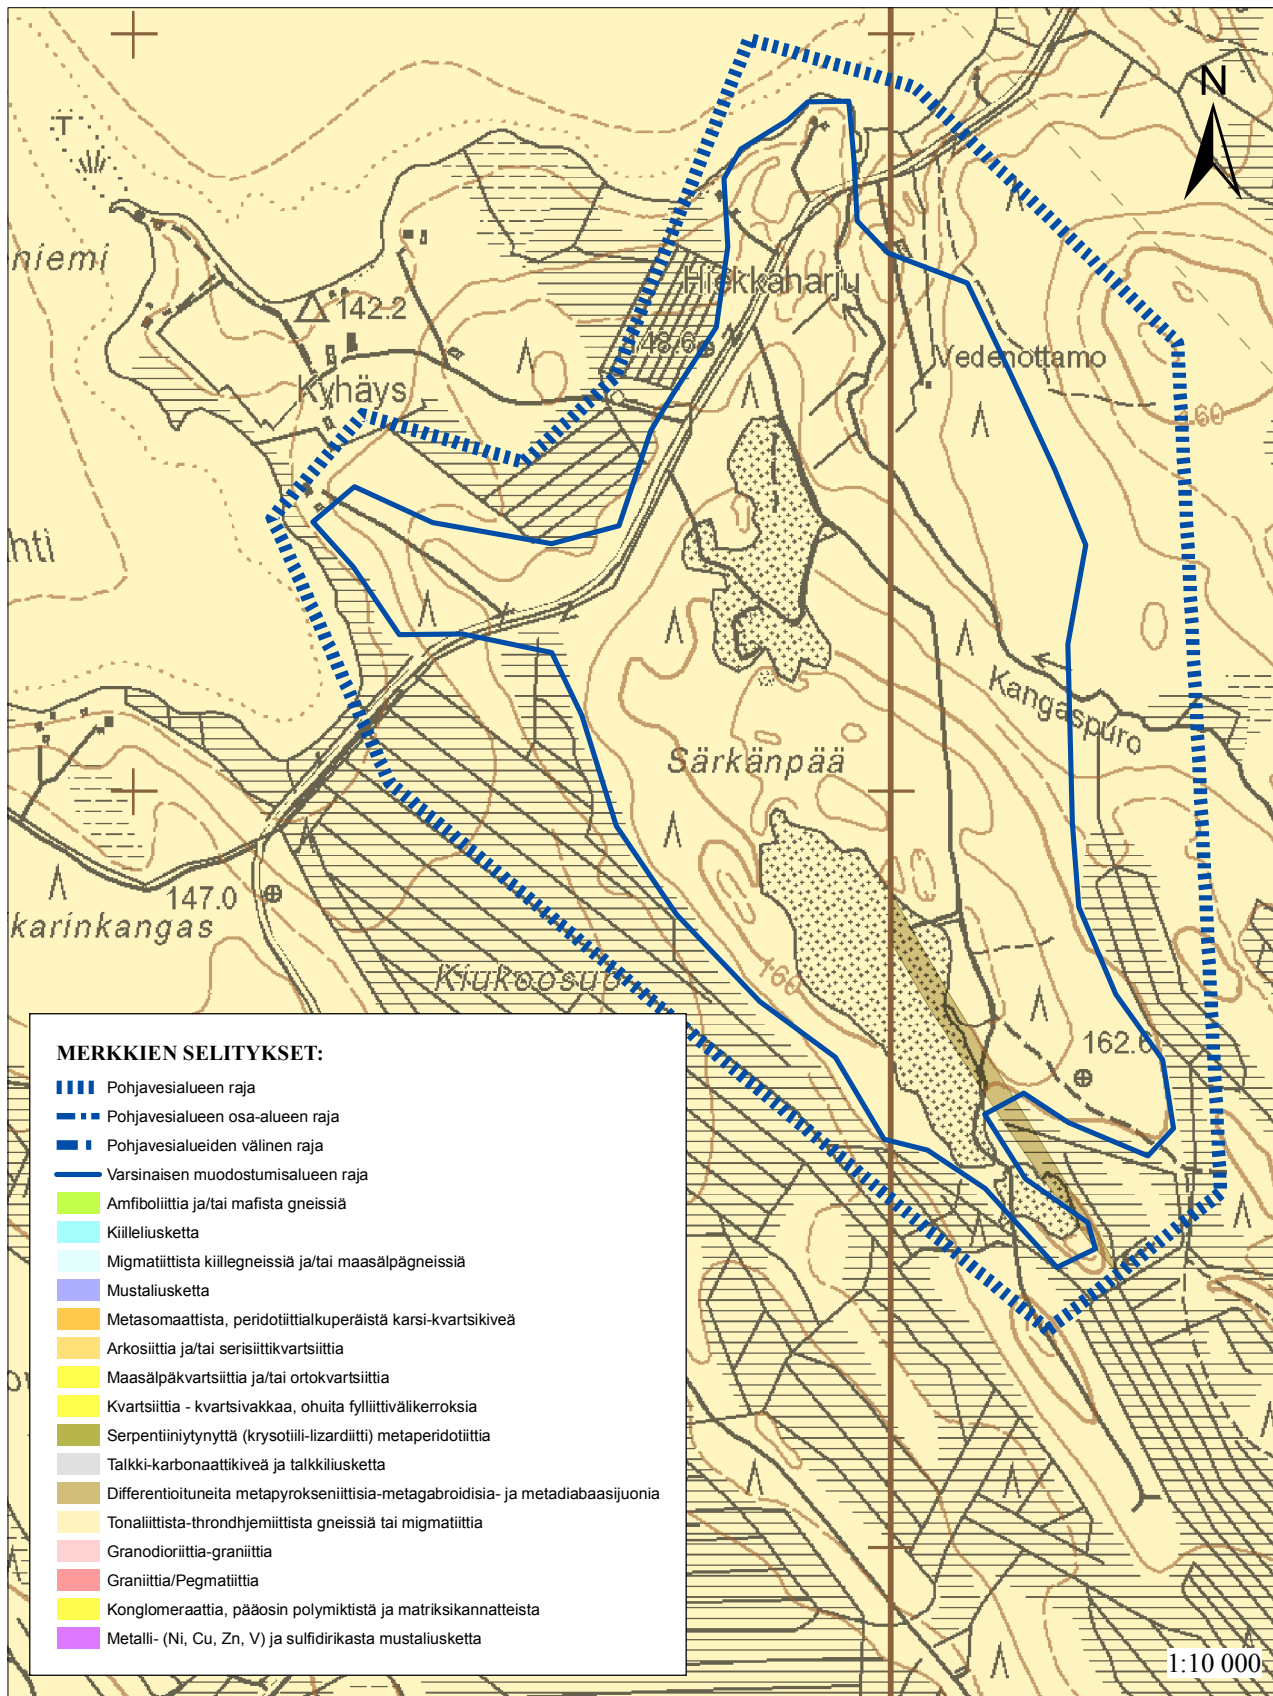 N
T
niemi
142.2
Hiekkaharju
148.6
Kyhäys
Vedenottamo
160
hti
Kangaspuro
Särkänpää
147.0
karinkangas
Kiukoosuo
160
162.6
MERKKIEN SELITYKSET:
Pohjavesialueen raja
Pohjavesialueen osa-alueen raja
Pohjavesialueiden välinen raja
Varsinaisen muodostumisalueen raja
Amfiboliittia ja/tai mafista gneissiä
Kiilleliusketta
Migmatiittista kiillegneissiä ja/tai maasälpägneissiä
Mustaliusketta
Metasomaattista, peridotiittialkuperäistä karsi-kvartsikiveä
Arkosiittia ja/tai serisiittikvartsiittia
Maasälpäkvartsiittia ja/tai ortokvartsiittia
Kvartsiittia - kvartsivakkaa, ohuita fylliittivälikerroksia
Serpentiiniytynyttä (krysotiili-lizardiitti) metaperidotiittia
Talkki-karbonaattikiveä ja talkkiliusketta
Differentioituneita metapyrokseniittisia-metagabroidisia- ja metadiabaasijuonia
Tonaliittista-throndhjemiittista gneissiä tai migmatiittia
Granodioriittia-graniittia
Graniittia/Pegmatiittia
Konglomeraattia, pääosin polymiktistä ja matriksikannatteista
Metalli- (Ni, Cu, Zn, V) ja sulfidirikasta mustaliusketta
1:10 000